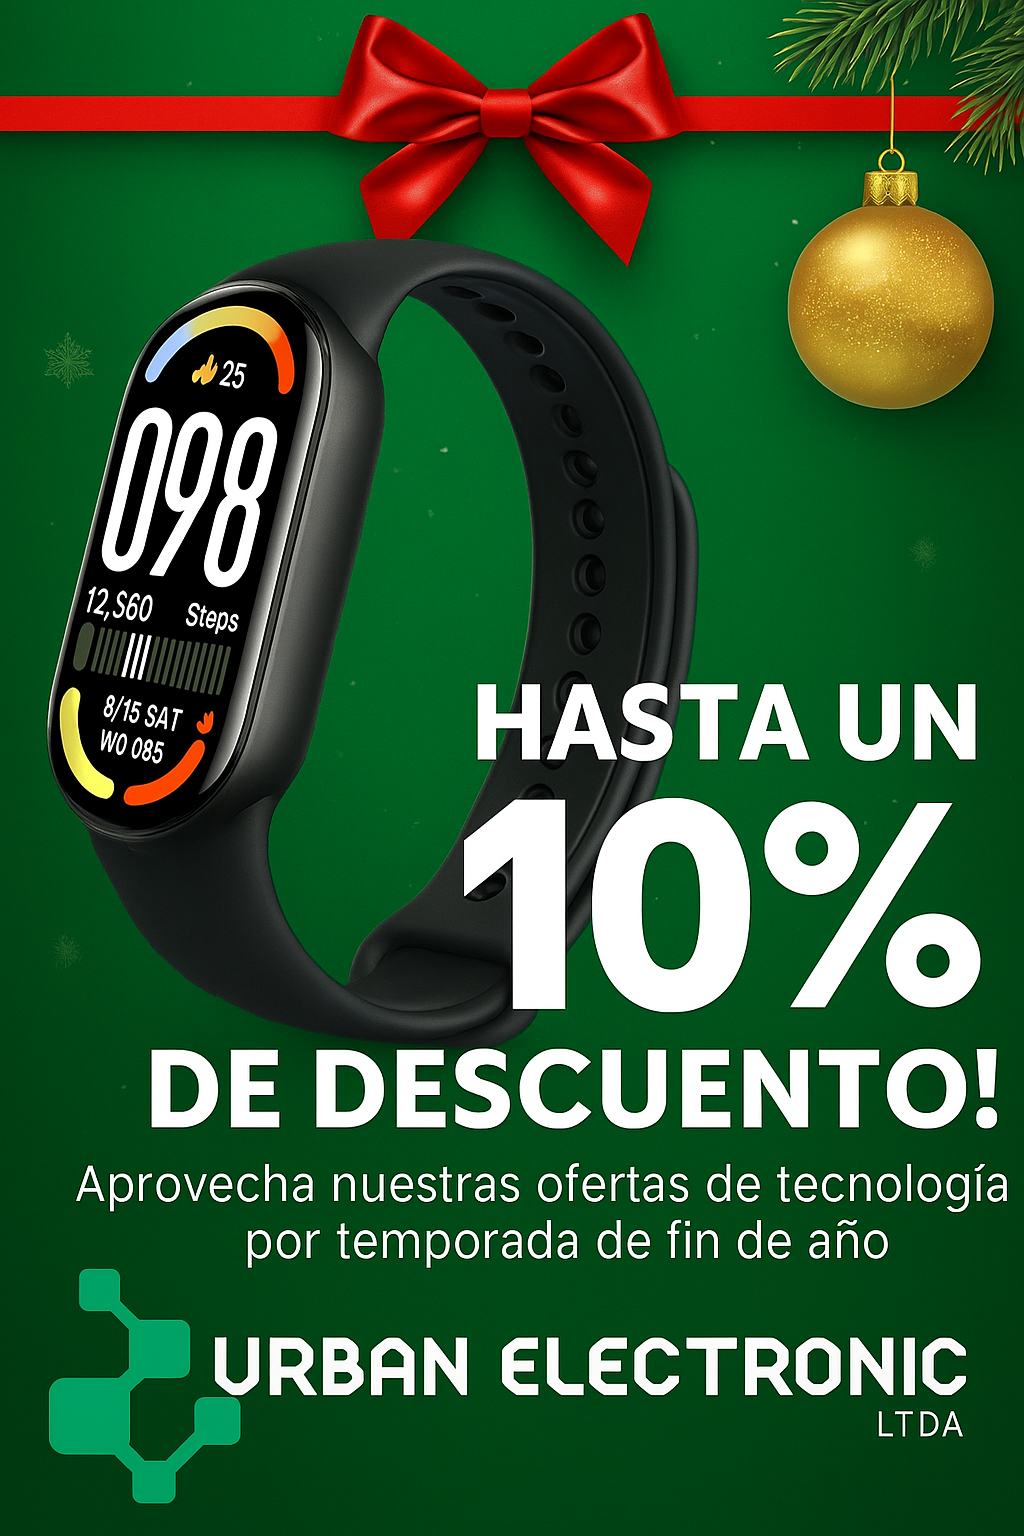 25
098
12,S60 Steps
8/15 SAT
W0 085
HASTA UN
10%
DE DESCUENTO!
Aprovecha nuestras ofertas de tecnología
por temporada de fin de año
URBAN ELECTRONIC
LTDA